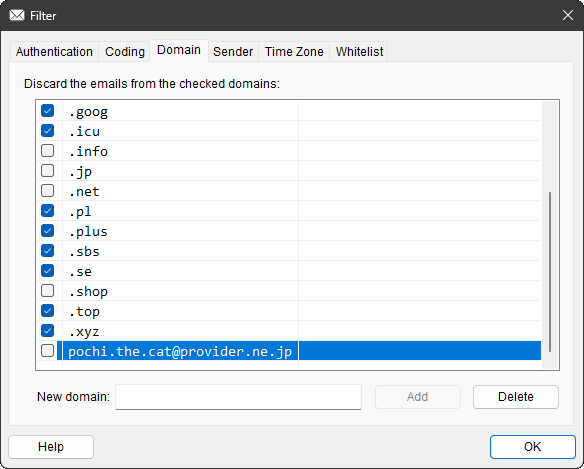 Filter
Authentication Coding Domain Sender Time Zone Whitelist
Discard the emails from the checked domains:
.goog
.icu
.info
.jp
.net
.pl
.plus
.sbs
.se
.shop
.top
.xyz
pochi.the.cat@provider.ne.jp
New domain: Add Delete
Help OK